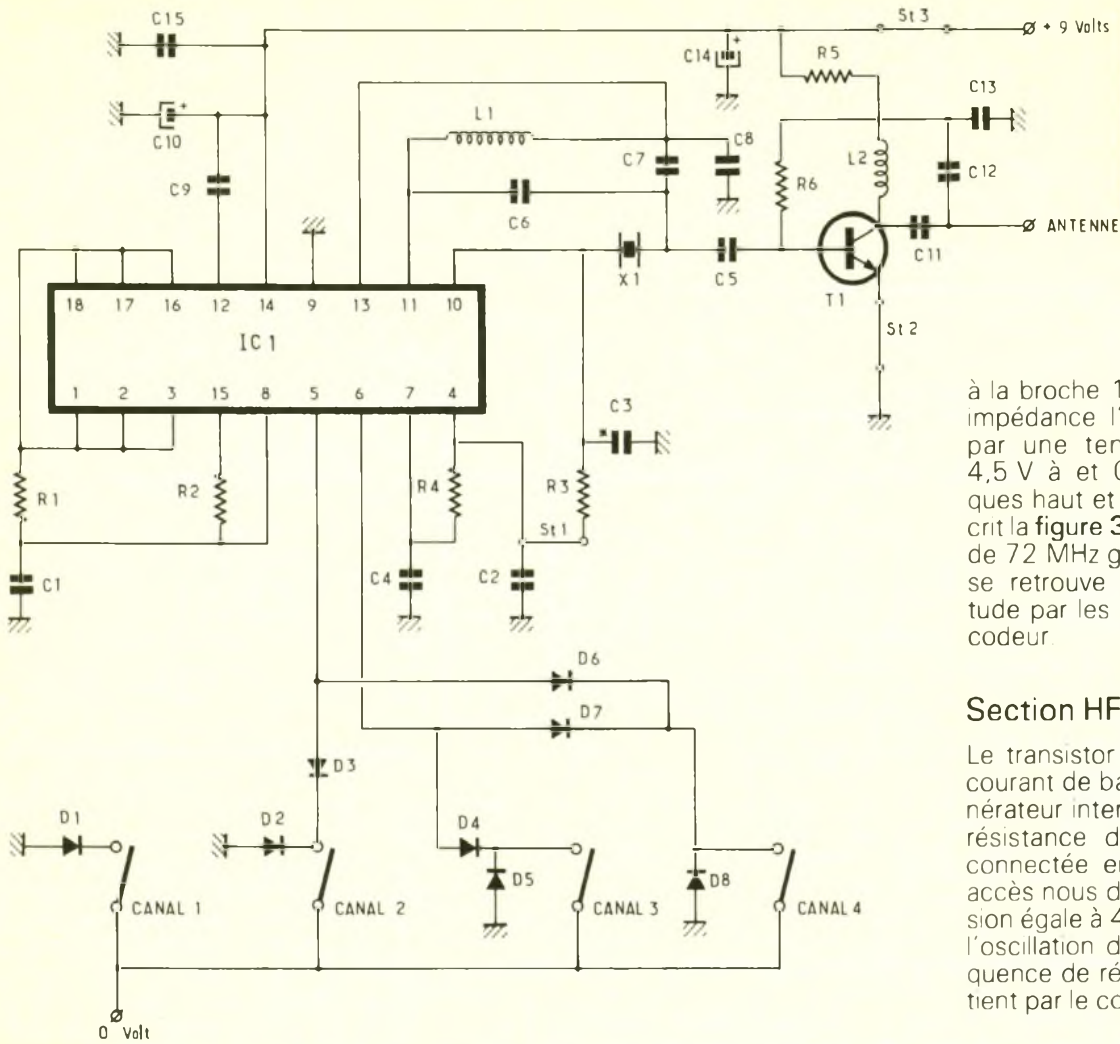 C15
St 3
+ 9 Volts
C14
+
R5
C13
C10
+
L1
C8
C7
L2
C12
C9
C6
R6
ANTENNE
X1
C5
C11
T1
St 2
18 17 16 12 14 9 13 11 10
IC 1
1 2 3 15 8 5 6 7 4
C3
R1
R2
R4
R3
St 1
C1
C4
C2
D6
D7
D3
D1
D2
D4
D5
D8
CANAL 1
CANAL 2
CANAL 3
CANAL 4
0 Volt
à la broche 1
impédance l'
par une ten
4,5 V à et 0
ques haut et
crit la figure 3
de 72 MHz g
se retrouve
tude par les
codeur.
Section HF
Le transistor
courant de ba
nérateur inter
résistance d
connectée en
accès nous d
sion égale à 4
l'oscillation d
quence de ré
tient par le co